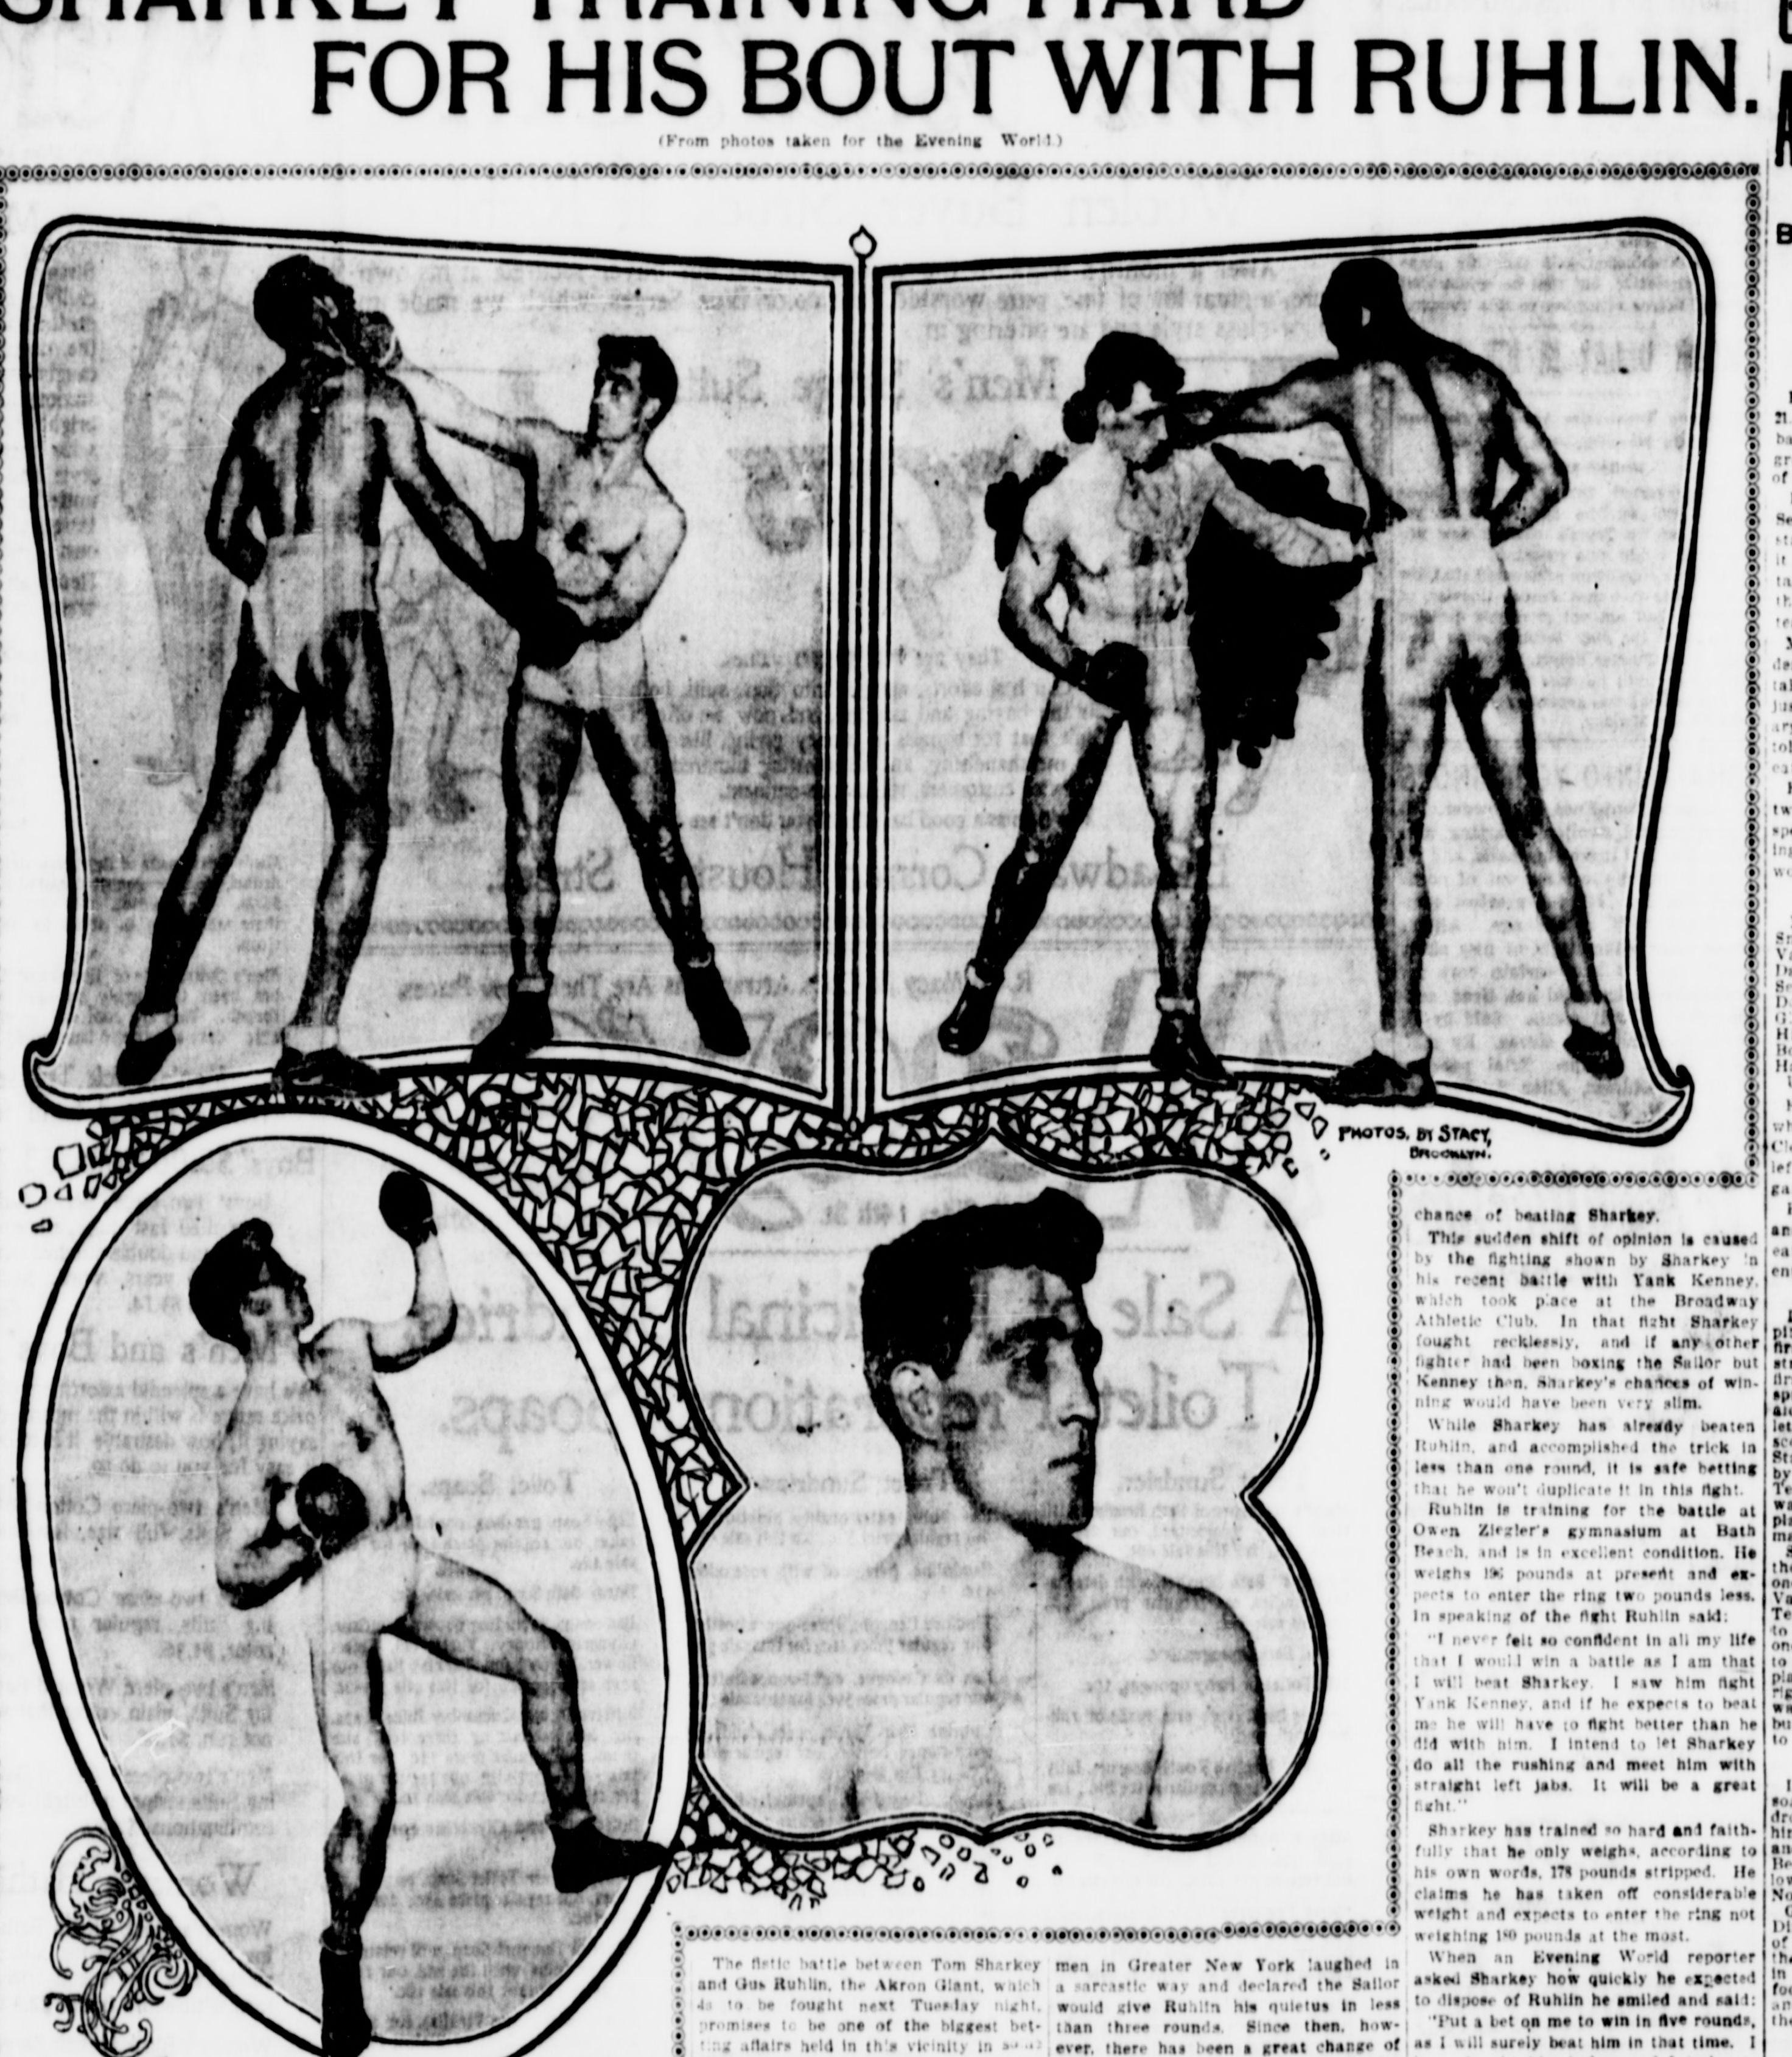 SHARKEY TRAINING HARD
FOR HIS BOUT WITH RUHLIN.
(From photos taken for the Evening World.)
PHOTOS. BY STACY,
BROOKLYN.
The fistic battle between Tom Sharkey
and Gus Ruhlin, the Akron Giant, which
is to be fought next Tuesday night,
promises to be one of the biggest bet-
ting affairs held in this vicinity in
men in Greater New York laughed in
a sarcastic way and declared the Sailor
would give Ruhlin his quietus in less
than three rounds. Since then, how-
ever, there has been a great change of
chance of beating Sharkey.
This sudden shift of opinion is caused
by the fighting shown by Sharkey in
his recent battle with Yank Kenney,
which took place at the Broadway
Athletic Club. In that fight Sharkey
fought recklessly, and if any other
fighter had been boxing the Sailor but
Kenney then, Sharkey's chances of win-
ning would have been very slim.
While Sharkey has already beaten
Ruhlin, and accomplished the trick in
less than one round, it is safe betting
that he won't duplicate it in this fight.
Ruhlin is training for the battle at
Owen Ziegler's gymnasium at Bath
Beach, and is in excellent condition. He
weighs 196 pounds at present and ex-
pects to enter the ring two pounds less.
In speaking of the fight Ruhlin said:
"I never felt so confident in all my life
that I would win a battle as I am that
I will beat Sharkey. I saw him fight
Yank Kenney, and if he expects to beat
me he will have to fight better than he
did with him. I intend to let Sharkey
do all the rushing and meet him with
straight left jabs. It will be a great
fight."
Sharkey has trained so hard and faith-
fully that he only weighs, according to
his own words, 178 pounds stripped. He
claims he has taken off considerable
weight and expects to enter the ring not
weighing 180 pounds at the most.
When an Evening World reporter
asked Sharkey how quickly he expected
to dispose of Ruhlin he smiled and said:
"Put a bet on me to win in five rounds,
as I will surely beat him in that time. I